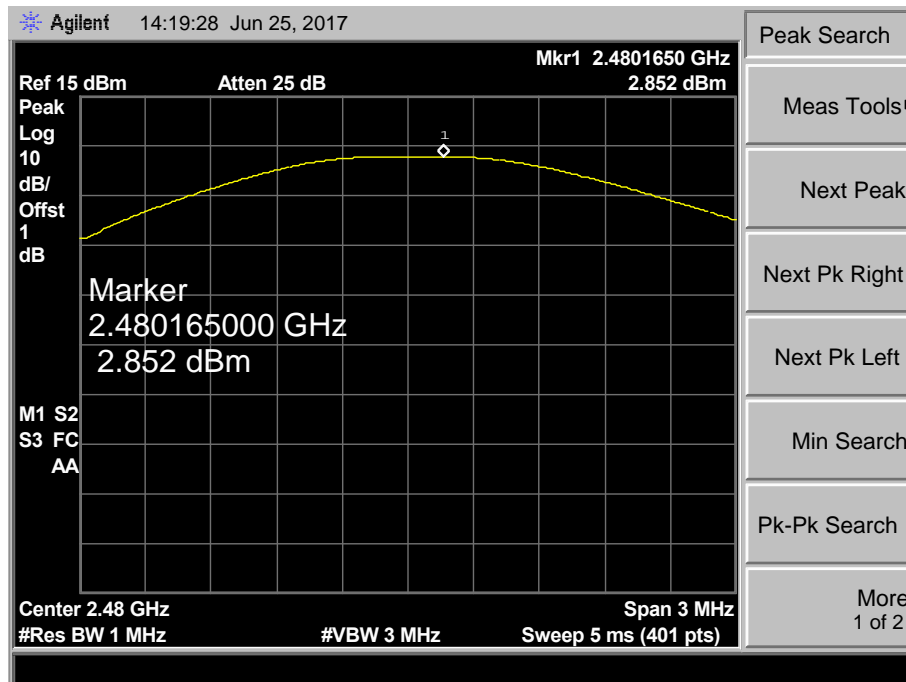 Agilent 14:19:28 Jun 25, 2017
Peak Search
Mkr1 2.4801650 GHz
Ref 15 dBm Atten 25 dB 2.852 dBm
Peak
Log
10
dB/
Offst
1
dB
1
Marker
2.480165000 GHz
2.852 dBm
M1 S2
S3 FC
AA
Center 2.48 GHz Span 3 MHz
#Res BW 1 MHz #VBW 3 MHz Sweep 5 ms (401 pts)
Meas Tools
Next Peak
Next Pk Right
Next Pk Left
Min Search
Pk-Pk Search
More
1 of 2